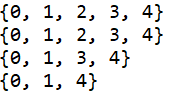 {0, 1, 2, 3, 4}
{0, 1, 2, 3, 4}
{0, 1, 3, 4}
{0, 1, 4}